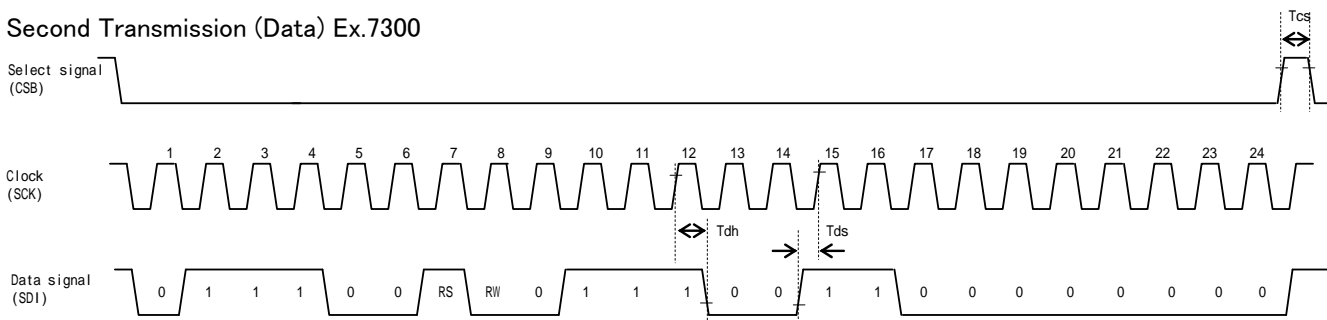 Second Transmission (Data) Ex.7300
Tcs
Select signal
(CSB)
1 2 3 4 5 6 7 8 9 10 11 12 13 14 15 16 17 18 19 20 21 22 23 24
Clock
(SCK)
Tdh Tds
Data signal
(SDI)
0 1 1 1 0 0 RS RW 0 1 1 1 0 0 1 1 0 0 0 0 0 0 0 0